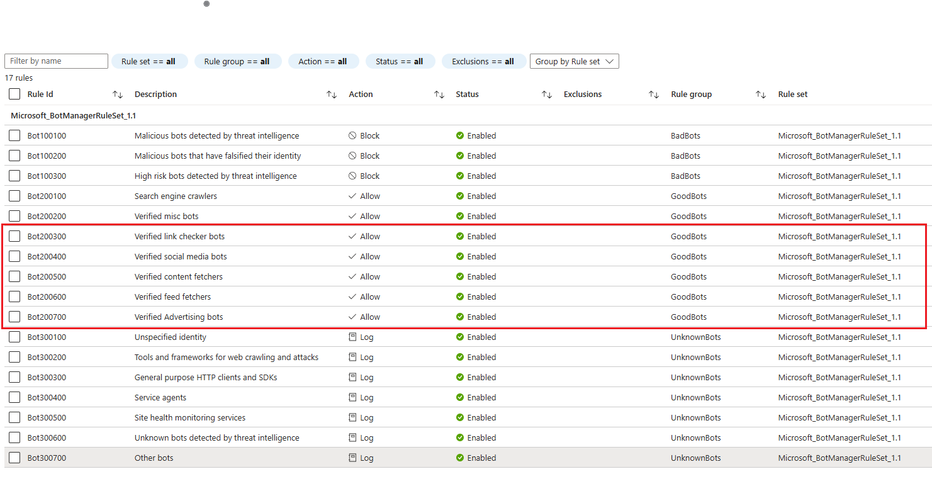 Filter by name Rule set == all Rule group == all Action == all Status == all Exclusions == all Group by Rule set
17 rules
Rule Id Description Action Status Exclusions Rule group Rule set
Microsoft_BotManagerRuleSet_1.1
Bot100100 Malicious bots detected by threat intelligence Block Enabled BadBots Microsoft_BotManagerRuleSet_1.1
Bot100200 Malicious bots that have falsified their identity Block Enabled BadBots Microsoft_BotManagerRuleSet_1.1
Bot100300 High risk bots detected by threat intelligence Block Enabled BadBots Microsoft_BotManagerRuleSet_1.1
Bot200100 Search engine crawlers Allow Enabled GoodBots Microsoft_BotManagerRuleSet_1.1
Bot200200 Verified misc bots Allow Enabled GoodBots Microsoft_BotManagerRuleSet_1.1
Bot200300 Verified link checker bots Allow Enabled GoodBots Microsoft_BotManagerRuleSet_1.1
Bot200400 Verified social media bots Allow Enabled GoodBots Microsoft_BotManagerRuleSet_1.1
Bot200500 Verified content fetchers Allow Enabled GoodBots Microsoft_BotManagerRuleSet_1.1
Bot200600 Verified feed fetchers Allow Enabled GoodBots Microsoft_BotManagerRuleSet_1.1
Bot200700 Verified Advertising bots Allow Enabled GoodBots Microsoft_BotManagerRuleSet_1.1
Bot300100 Unspecified identity Log Enabled UnknownBots Microsoft_BotManagerRuleSet_1.1
Bot300200 Tools and frameworks for web crawling and attacks Log Enabled UnknownBots Microsoft_BotManagerRuleSet_1.1
Bot300300 General purpose HTTP clients and SDKs Log Enabled UnknownBots Microsoft_BotManagerRuleSet_1.1
Bot300400 Service agents Log Enabled UnknownBots Microsoft_BotManagerRuleSet_1.1
Bot300500 Site health monitoring services Log Enabled UnknownBots Microsoft_BotManagerRuleSet_1.1
Bot300600 Unknown bots detected by threat intelligence Log Enabled UnknownBots Microsoft_BotManagerRuleSet_1.1
Bot300700 Other bots Log Enabled UnknownBots Microsoft_BotManagerRuleSet_1.1